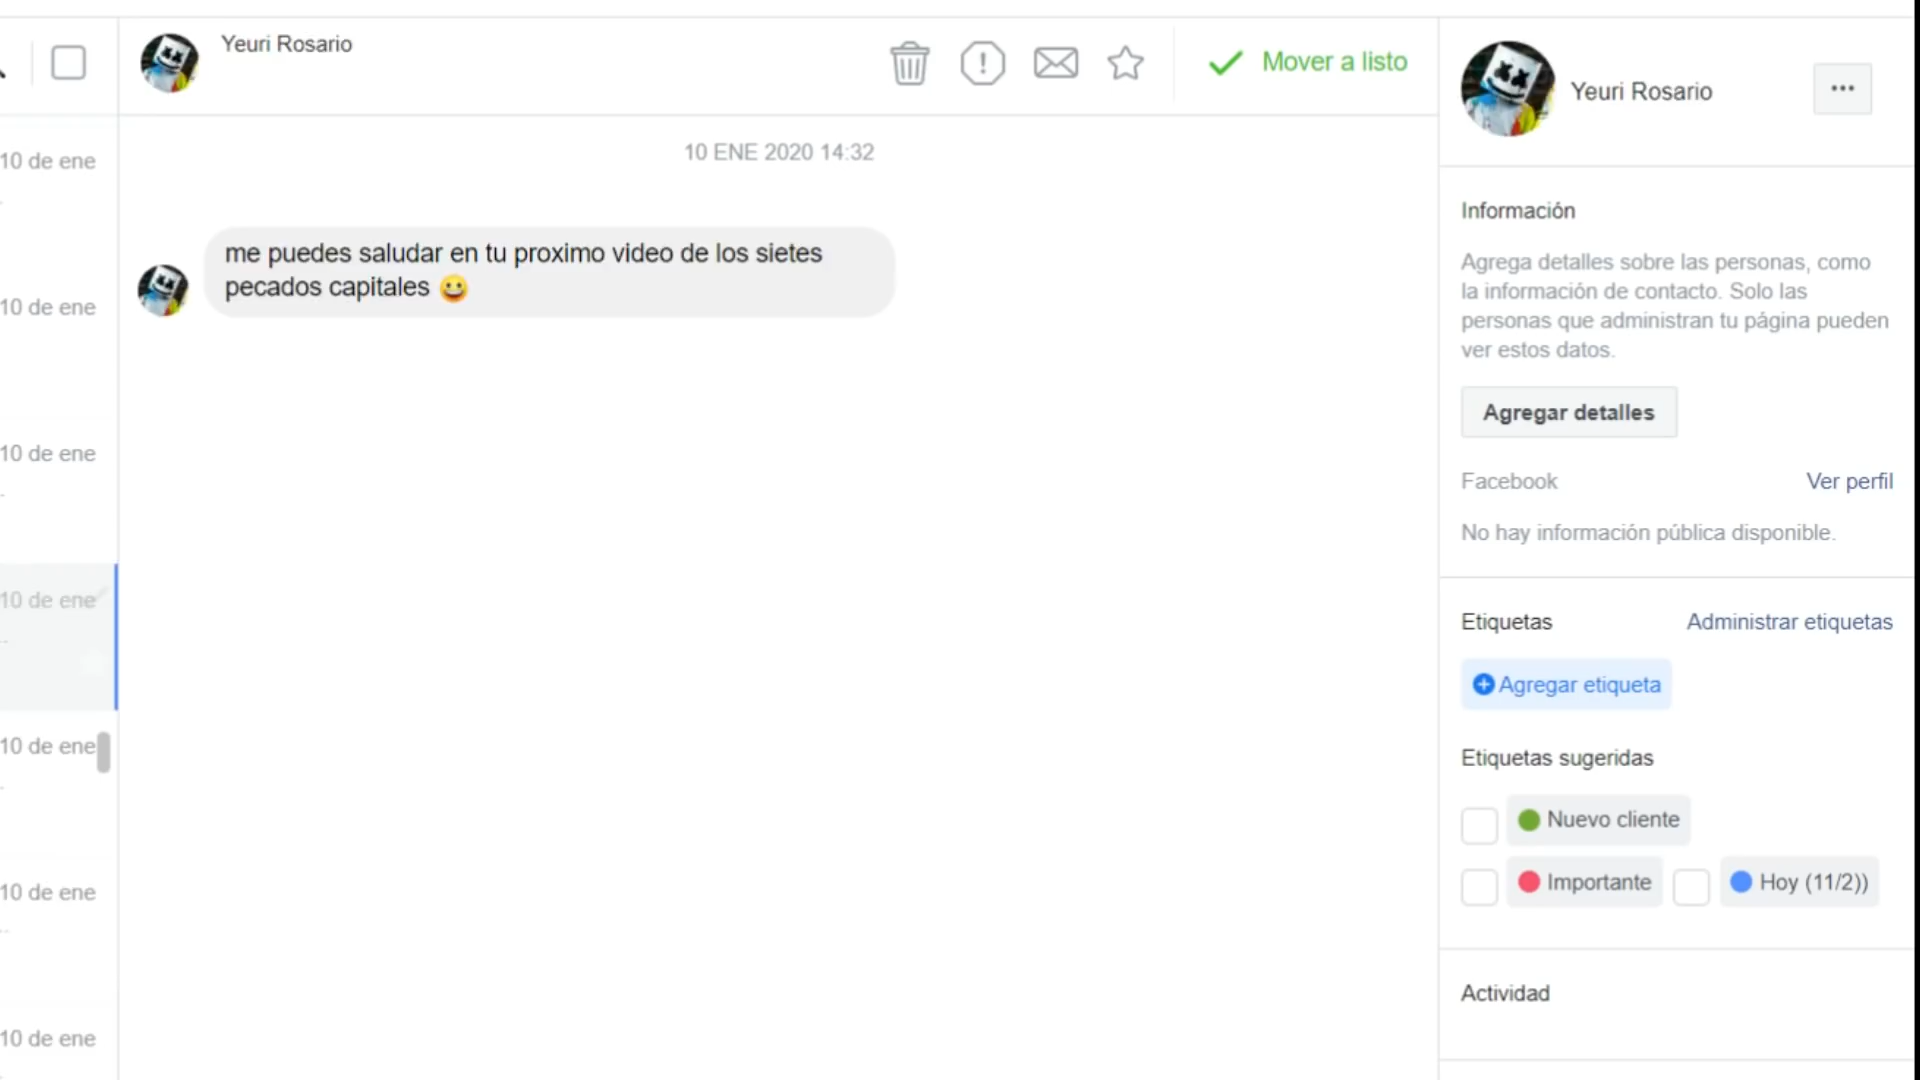 Yeuri Rosario
Mover a listo
10 de ene
10 de ene
10 de ene
10 de ene
10 de ene
10 de ene
10 de ene
10 ENE 2020 14:32
me puedes saludar en tu proximo video de los sietes
pecados capitales 😀
Yeuri Rosario
Información
Agrega detalles sobre las personas, como
la información de contacto. Solo las
personas que administran tu página pueden
ver estos datos.
Agregar detalles
Facebook
Ver perfil
No hay información pública disponible.
Etiquetas
Administrar etiquetas
Agregar etiqueta
Etiquetas sugeridas
Nuevo cliente
Importante
Hoy (11/2))
Actividad